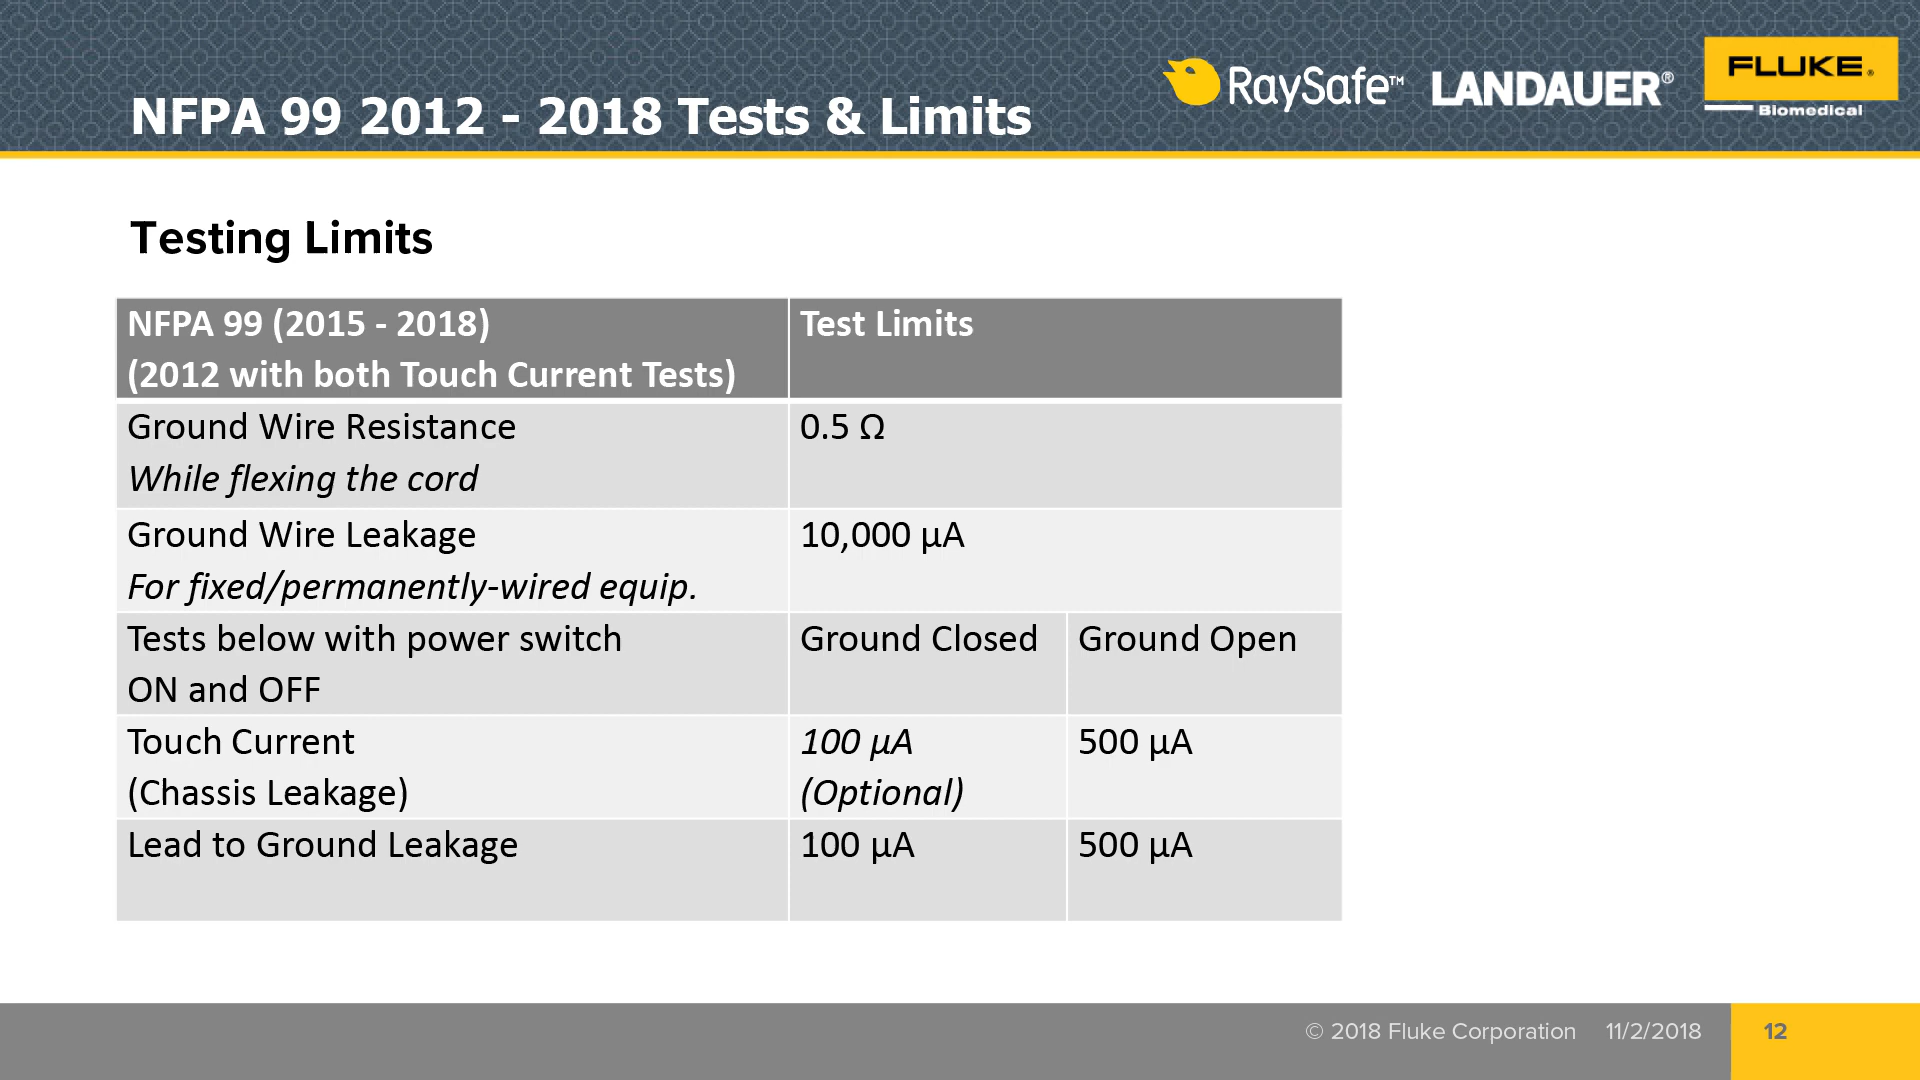 NFPA 99 2012 - 2018 Tests & Limits
RaySafe™ LANDAUER® FLUKE®
Biomedical
Testing Limits
NFPA 99 (2015 - 2018) Test Limits
(2012 with both Touch Current Tests)
Ground Wire Resistance 0.5 Ω
While flexing the cord
Ground Wire Leakage 10,000 µA
For fixed/permanently-wired equip.
Tests below with power switch Ground Closed Ground Open
ON and OFF
Touch Current 100 µA 500 µA
(Chassis Leakage) (Optional)
Lead to Ground Leakage 100 µA 500 µA
© 2018 Fluke Corporation 11/2/2018 12